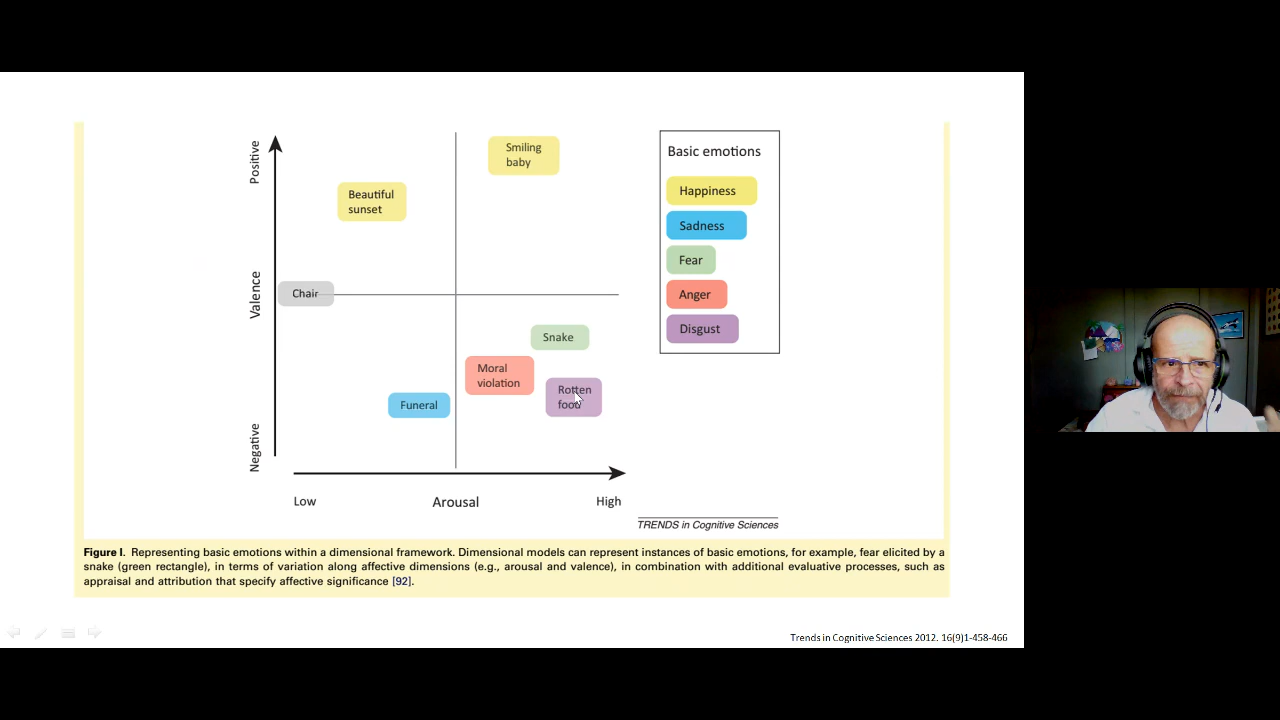 Positive
Valence
Negative
Smiling
baby
Beautiful
sunset
Chair
Snake
Moral
violation
Rotten
food
Funeral
Low
Arousal
High
Basic emotions
Happiness
Sadness
Fear
Anger
Disgust
TRENDS in Cognitive Sciences
Figure I. Representing basic emotions within a dimensional framework. Dimensional models can represent instances of basic emotions, for example, fear elicited by a
snake (green rectangle), in terms of variation along affective dimensions (e.g., arousal and valence), in combination with additional evaluative processes, such as
appraisal and attribution that specify affective significance [92].
Trends in Cognitive Sciences 2012. 16(9)1-458-466